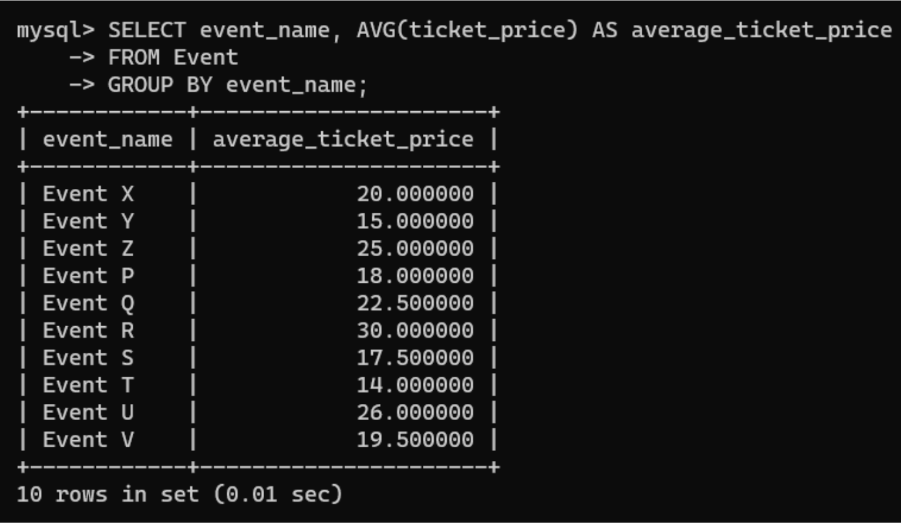 mysql> SELECT event_name, AVG(ticket_price) AS average_ticket_price
    -> FROM Event
    -> GROUP BY event_name;
+------------+----------------------+
| event_name | average_ticket_price |
+------------+----------------------+
| Event X    |            20.000000 |
| Event Y    |            15.000000 |
| Event Z    |            25.000000 |
| Event P    |            18.000000 |
| Event Q    |            22.500000 |
| Event R    |            30.000000 |
| Event S    |            17.500000 |
| Event T    |            14.000000 |
| Event U    |            26.000000 |
| Event V    |            19.500000 |
+------------+----------------------+
10 rows in set (0.01 sec)